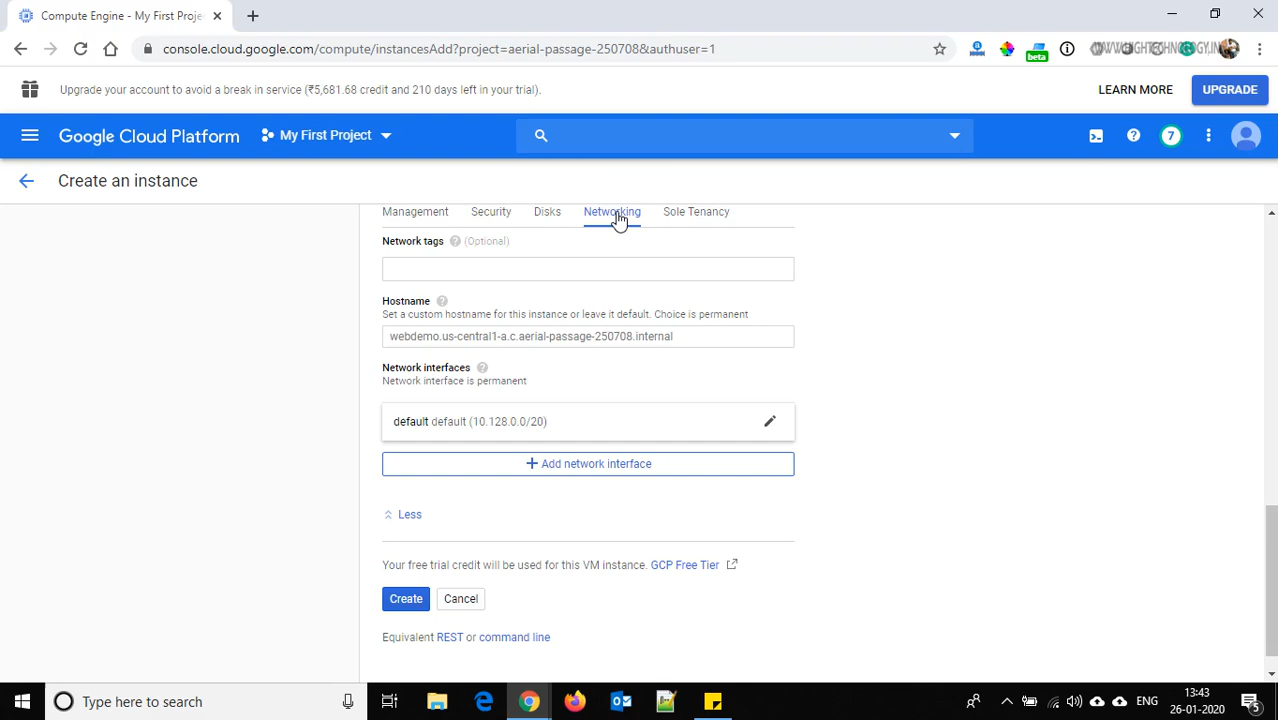 Compute Engine - My First Proje
console.cloud.google.com/compute/instancesAdd?project=aerial-passage-250708&authuser=1
beta
WWW.LIGHTECHNOLOGY.IN
Upgrade your account to avoid a break in service (₹5,681.68 credit and 210 days left in your trial).
LEARN MORE
UPGRADE
Google Cloud Platform
My First Project
7
Create an instance
Management Security Disks Networking Sole Tenancy
Network tags ? (Optional)
Hostname ?
Set a custom hostname for this instance or leave it default. Choice is permanent
webdemo.us-central1-a.c.aerial-passage-250708.internal
Network interfaces ?
Network interface is permanent
default default (10.128.0.0/20)
+ Add network interface
Less
Your free trial credit will be used for this VM instance. GCP Free Tier
Create Cancel
Equivalent REST or command line
Type here to search
ENG
13:43
26-01-2020
5